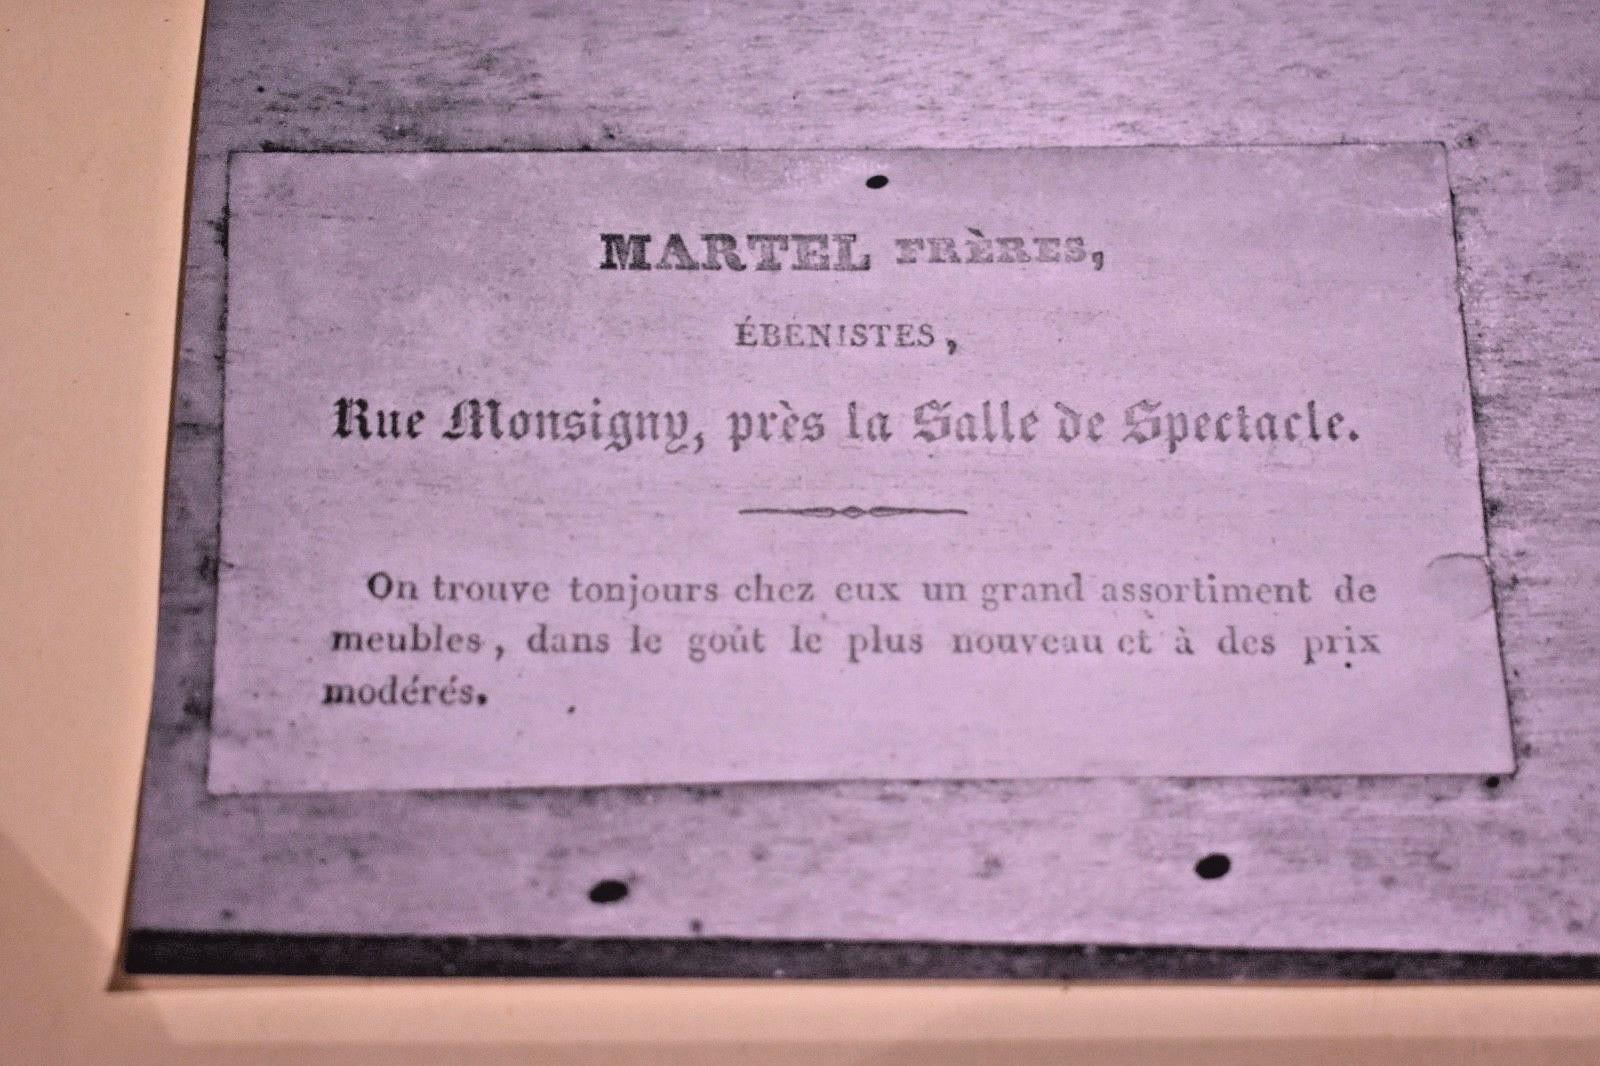 MARTEL FRÈRES,
ÉBÉNISTES,
Rue Monsigny, près la Salle de Spectacle.
On trouve tonjours chez eux un grand assortiment de
meubles, dans le goût le plus nouveau et à des prix
modérés.